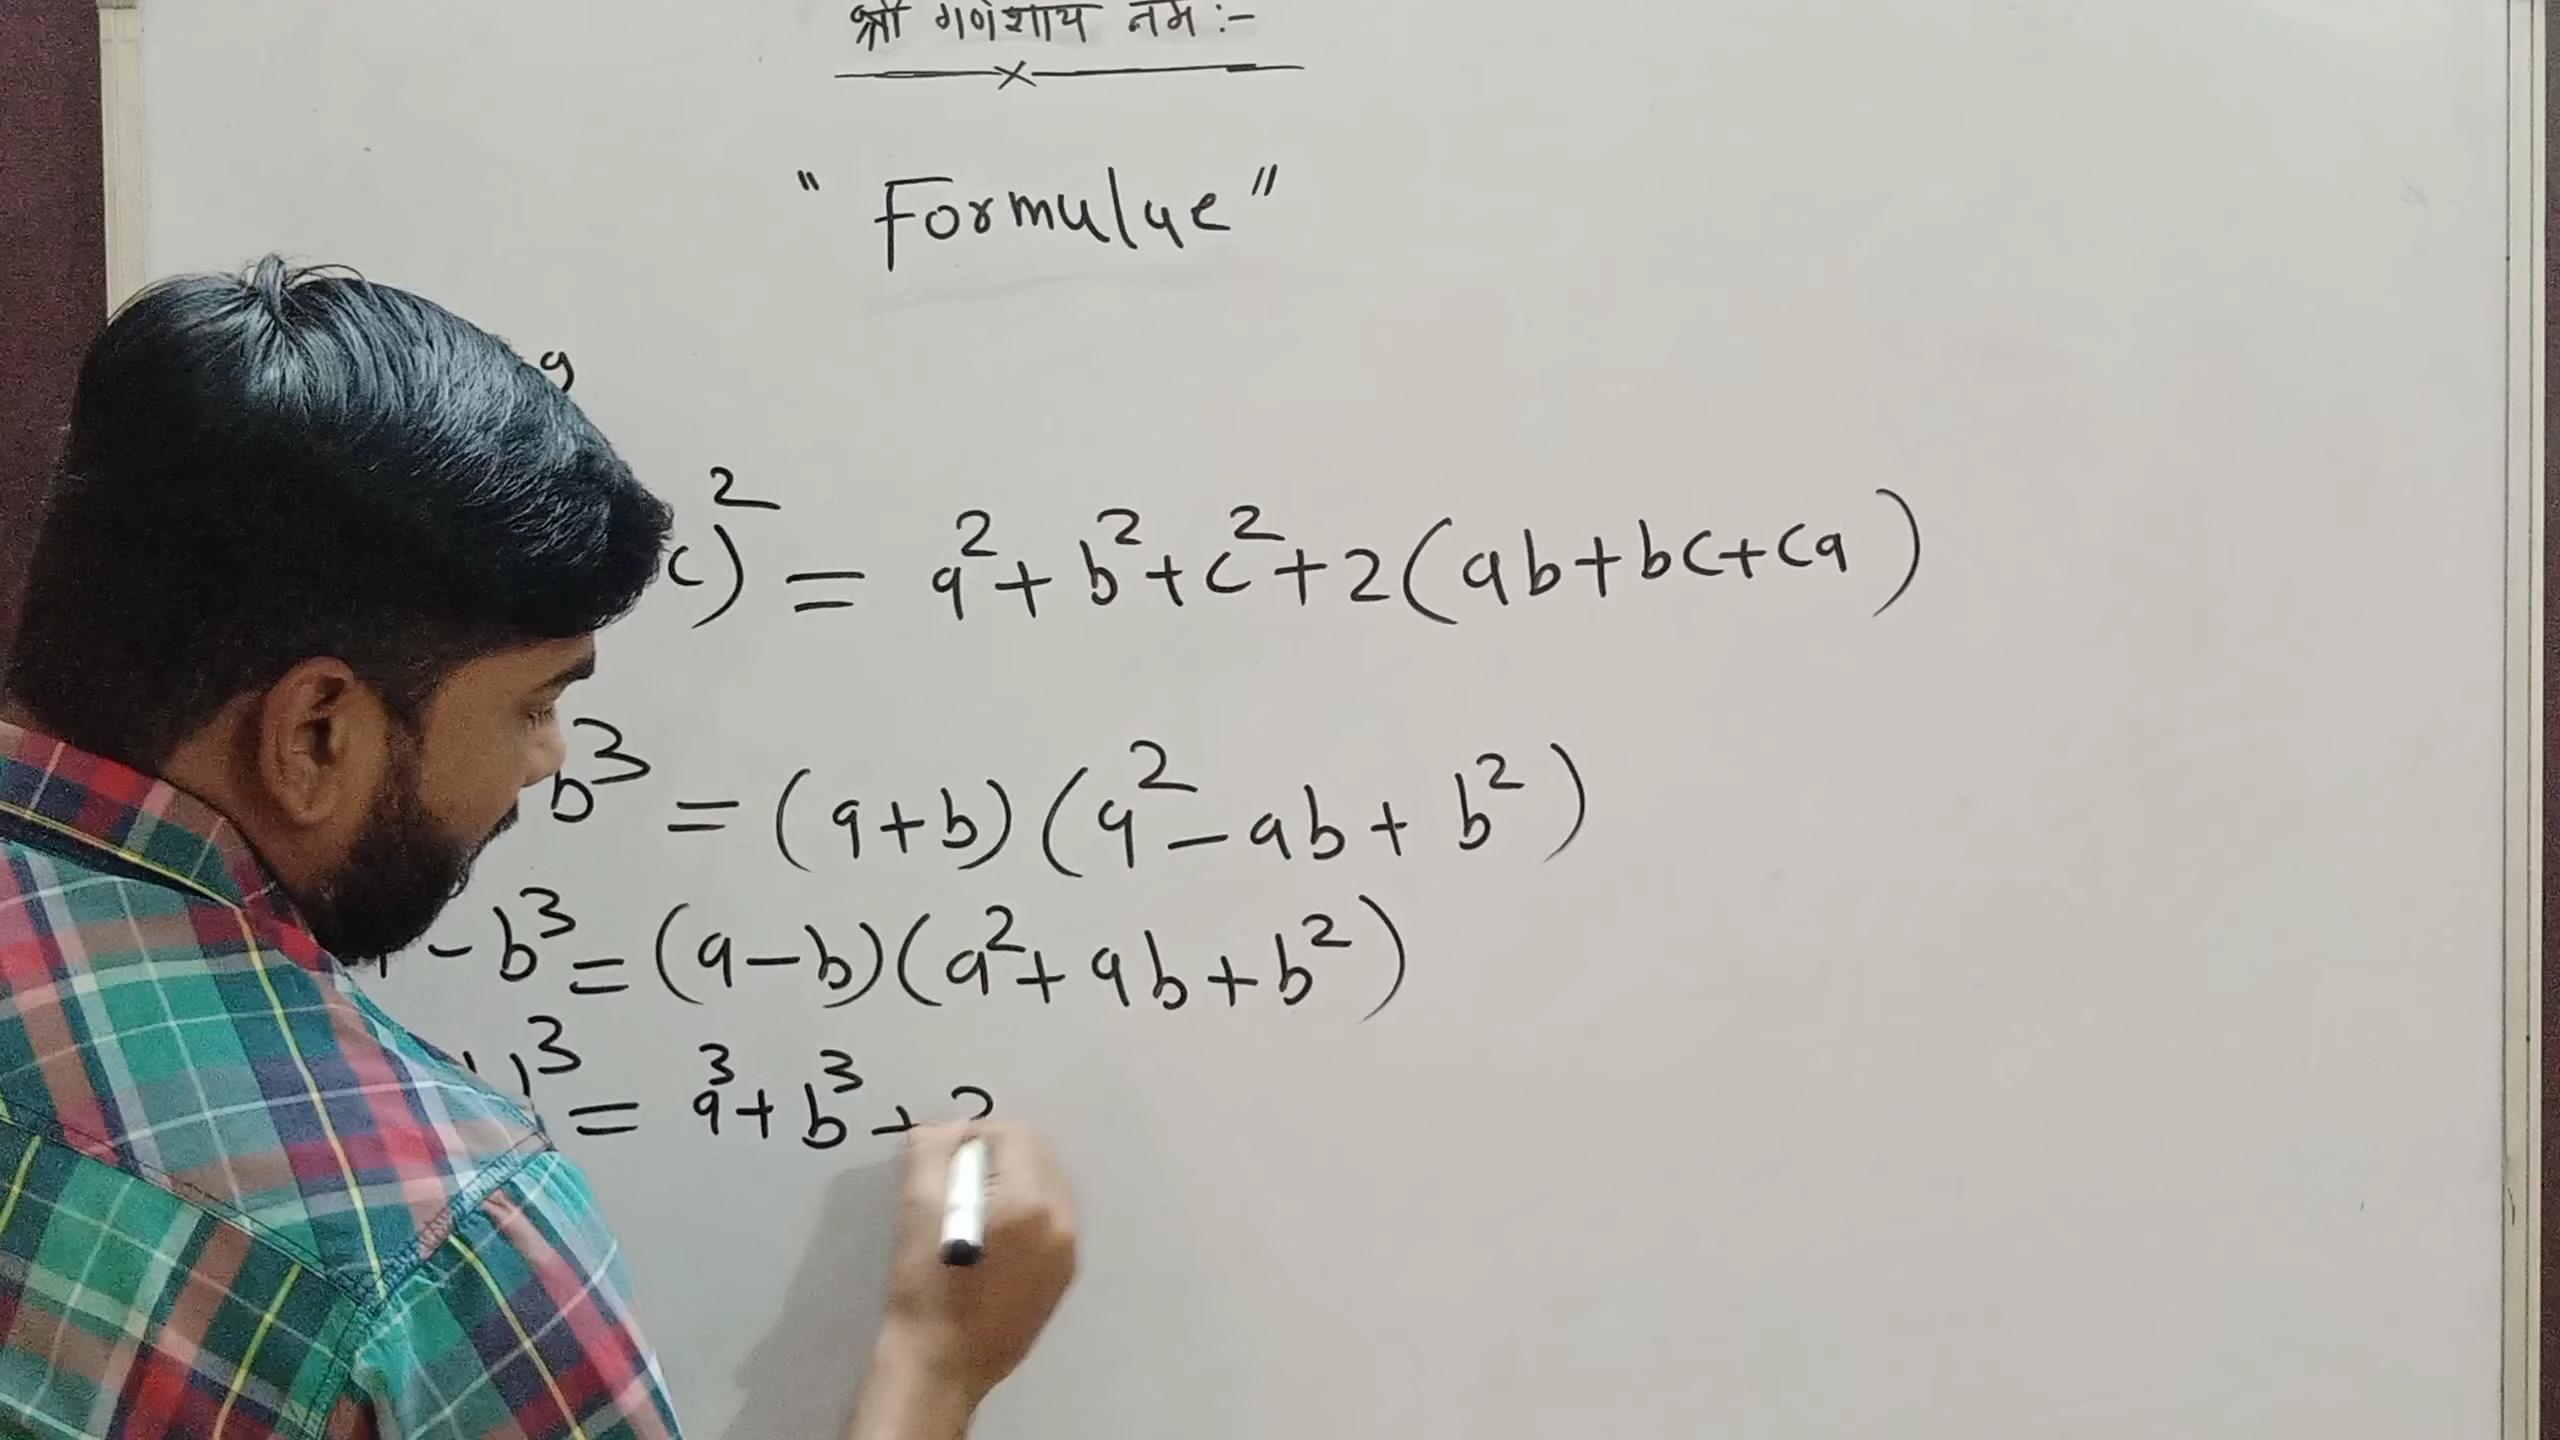 श्री गणेशाय नमः :-
"Formulae"
a
c)² = a² + b² + c² + 2(ab + bc + ca)
b³ = (a+b)(a² - ab + b²)
- b³ = (a-b)(a² + ab + b²)
)³ = a³ + b³ +